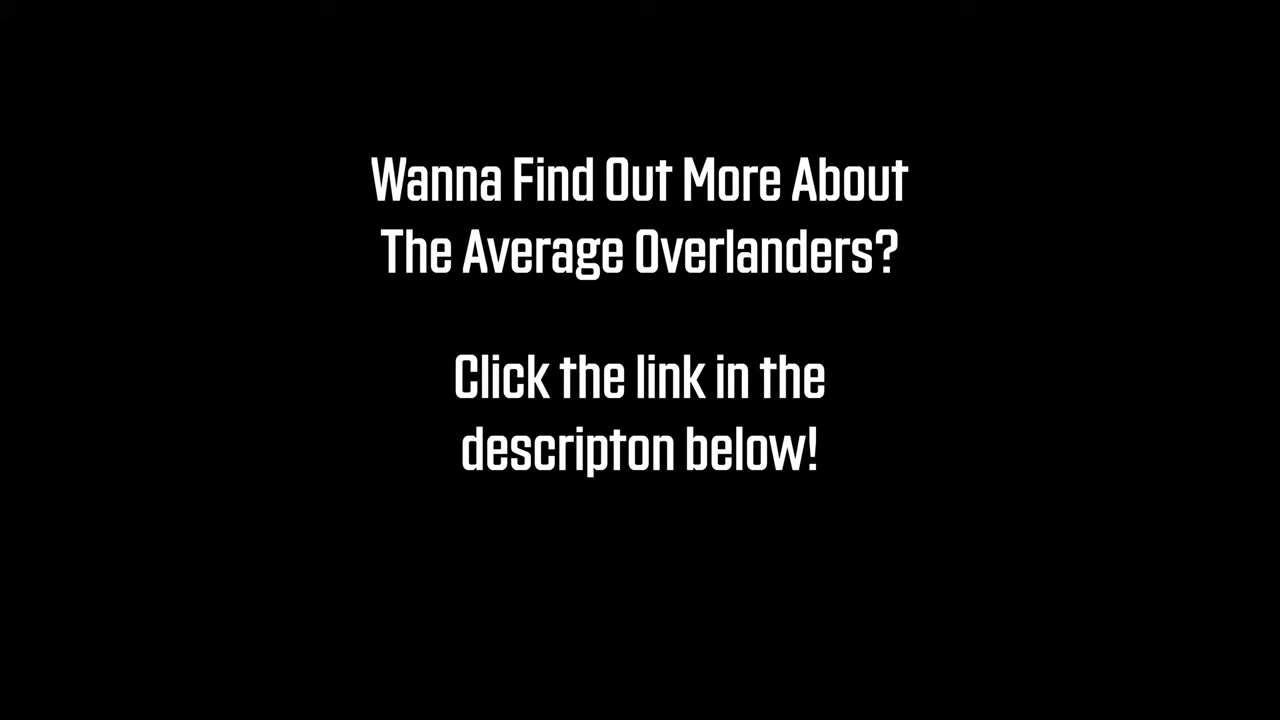 Wanna Find Out More About
The Average Overlanders?
Click the link in the
descripton below!